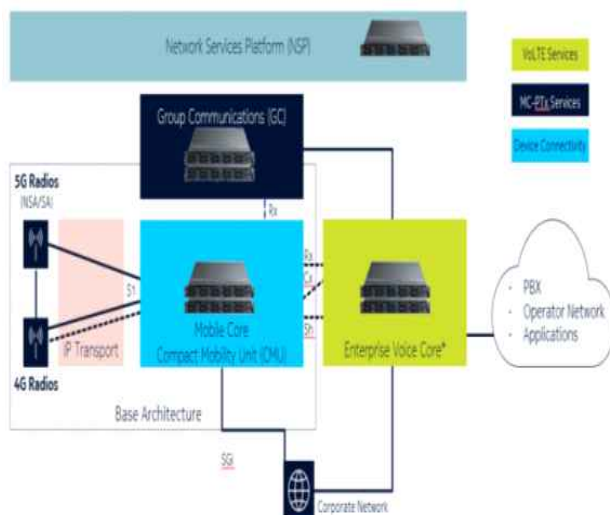 Network Services Platform (NSP)
VoLTE Services
MC-PTx Services
Device Connectivity
Group Communications (GC)
5G Radios
(NSA/SA)
Rx
S1
Rx
Cx
Sh
IP Transport
4G Radios
Mobile Core
Compact Mobility Unit (CMU)
Enterprise Voice Core*
· PBX
· Operator Network
· Applications
Base Architecture
SGi
Corporate Network